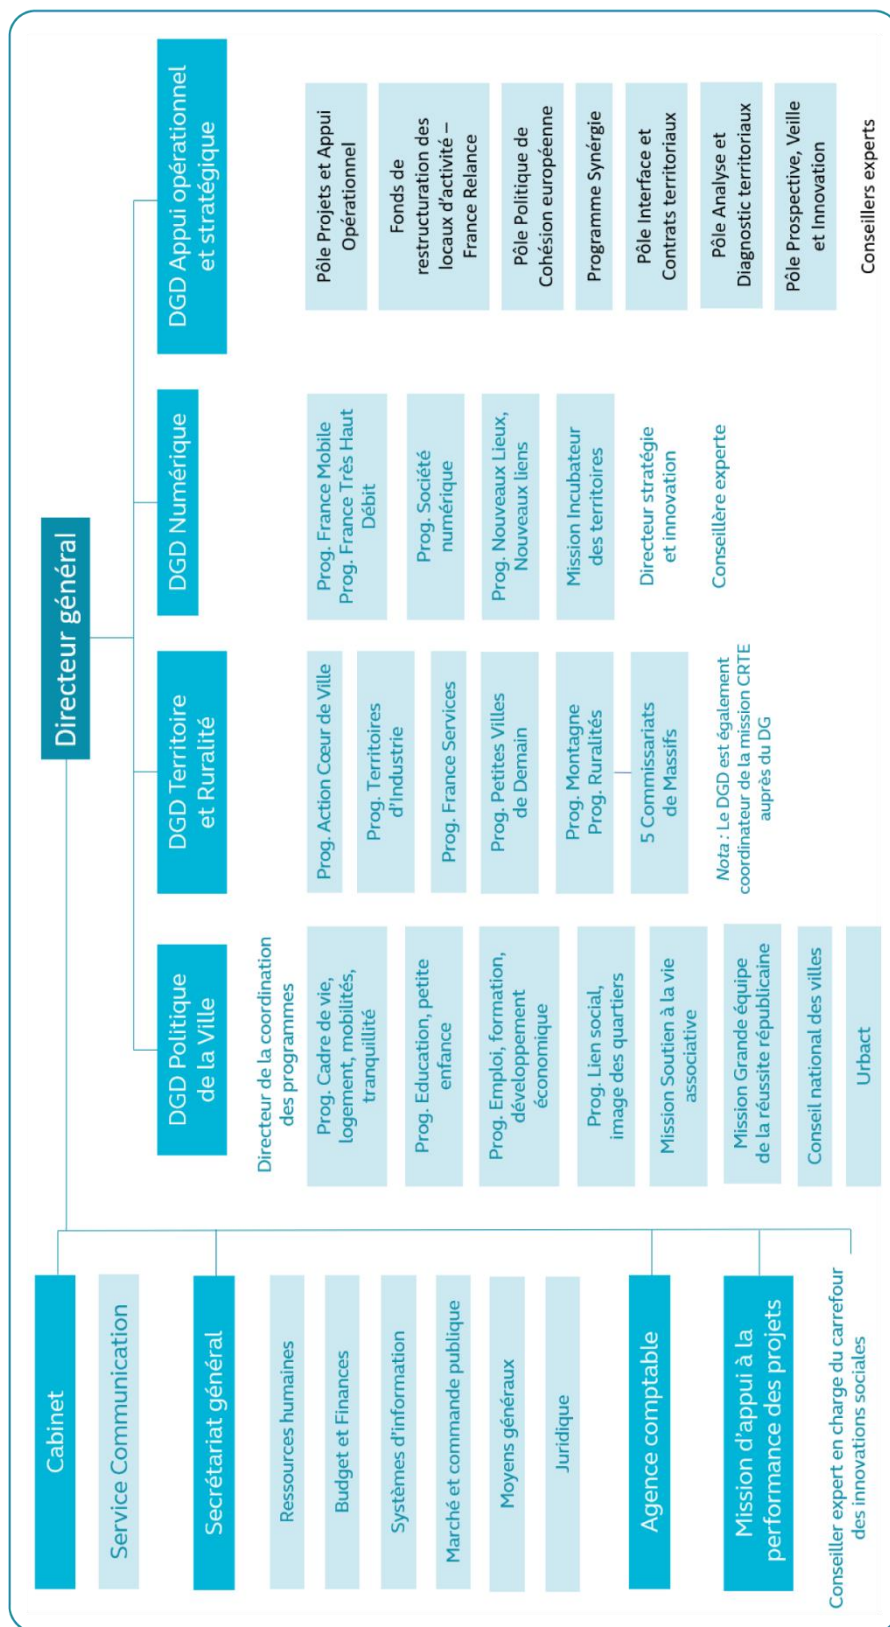 Directeur général
Cabinet
Service Communication
Secrétariat général
Ressources humaines
Budget et Finances
Systèmes d'information
Marché et commande publique
Moyens généraux
Juridique
Agence comptable
Mission d'appui à la
performance des projets
Conseiller expert en charge du carrefour
des innovations sociales
DGD Politique
de la Ville
Directeur de la coordination
des programmes
Prog. Cadre de vie,
logement, mobilités,
tranquillité
Prog. Education, petite
enfance
Prog. Emploi, formation,
développement
économique
Prog. Lien social,
image des quartiers
Mission Soutien à la vie
associative
Mission Grande équipe
de la réussite républicaine
Conseil national des villes
Urbact
DGD Territoire
et Ruralité
Prog. Action Cœur de Ville
Prog. Territoires
d'Industrie
Prog. France Services
Prog. Petites Villes
de Demain
Prog. Montagne
Prog. Ruralités
5 Commissariats
de Massifs
Nota : Le DGD est également
coordinateur de la mission CRTE
auprès du DG
DGD Numérique
Prog. France Mobile
Prog. France Très Haut
Débit
Prog. Société
numérique
Prog. Nouveaux Lieux,
Nouveaux liens
Mission Incubateur
des territoires
Directeur stratégie
et innovation
Conseillère experte
DGD Appui opérationnel
et stratégique
Pôle Projets et Appui
Opérationnel
Fonds de
restructuration des
locaux d'activité –
France Relance
Pôle Politique de
Cohésion européenne
Programme Synérgie
Pôle Interface et
Contrats territoriaux
Pôle Analyse et
Diagnostic territoriaux
Pôle Prospective, Veille
et Innovation
Conseillers experts